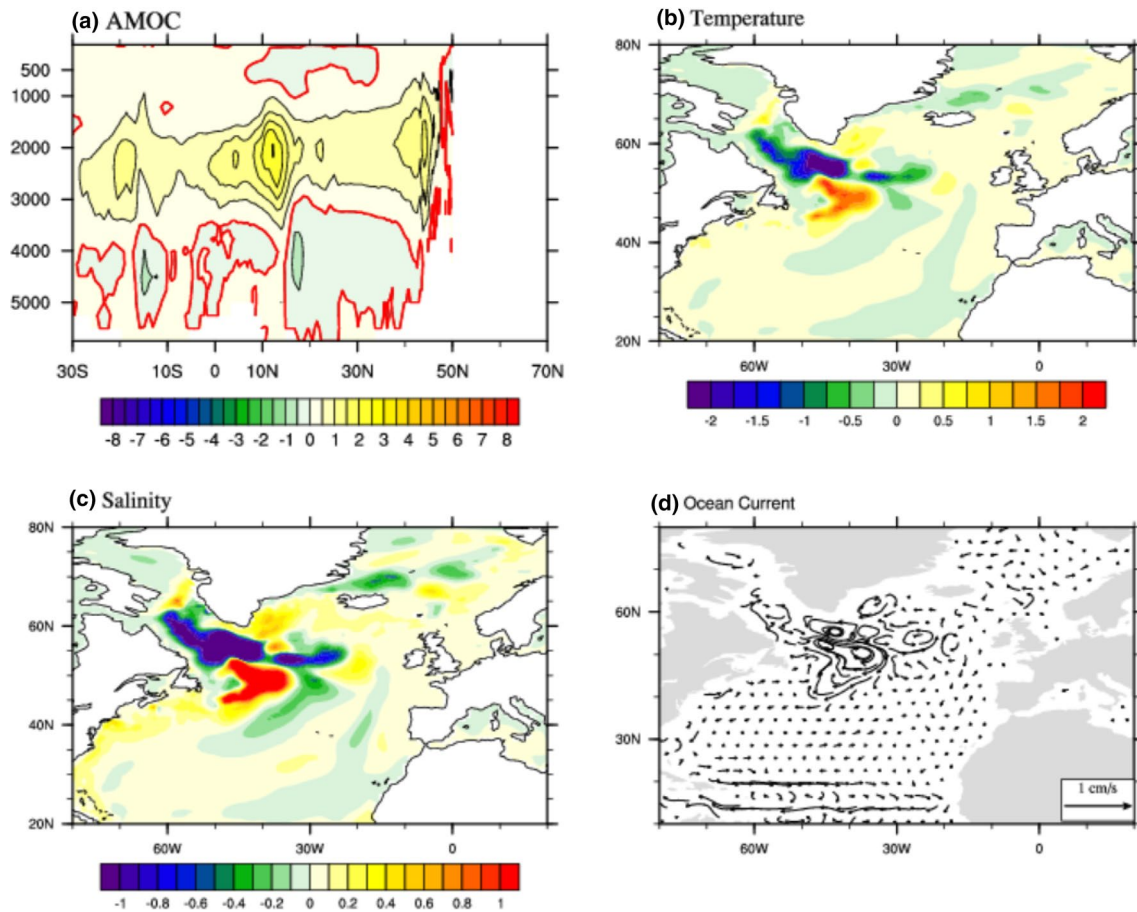 (a) AMOC
500
1000
2000
3000
4000
5000
30S 10S 0 10N 30N 50N 70N
-8 -7 -6 -5 -4 -3 -2 -1 0 1 2 3 4 5 6 7 8
(b) Temperature
80N
60N
40N
20N
60W 30W 0
-2 -1.5 -1 -0.5 0 0.5 1 1.5 2
(c) Salinity
80N
60N
40N
20N
60W 30W 0
-1 -0.8 -0.6 -0.4 -0.2 0 0.2 0.4 0.6 0.8 1
(d) Ocean Current
60N
30N
1 cm/s
60W 30W 0